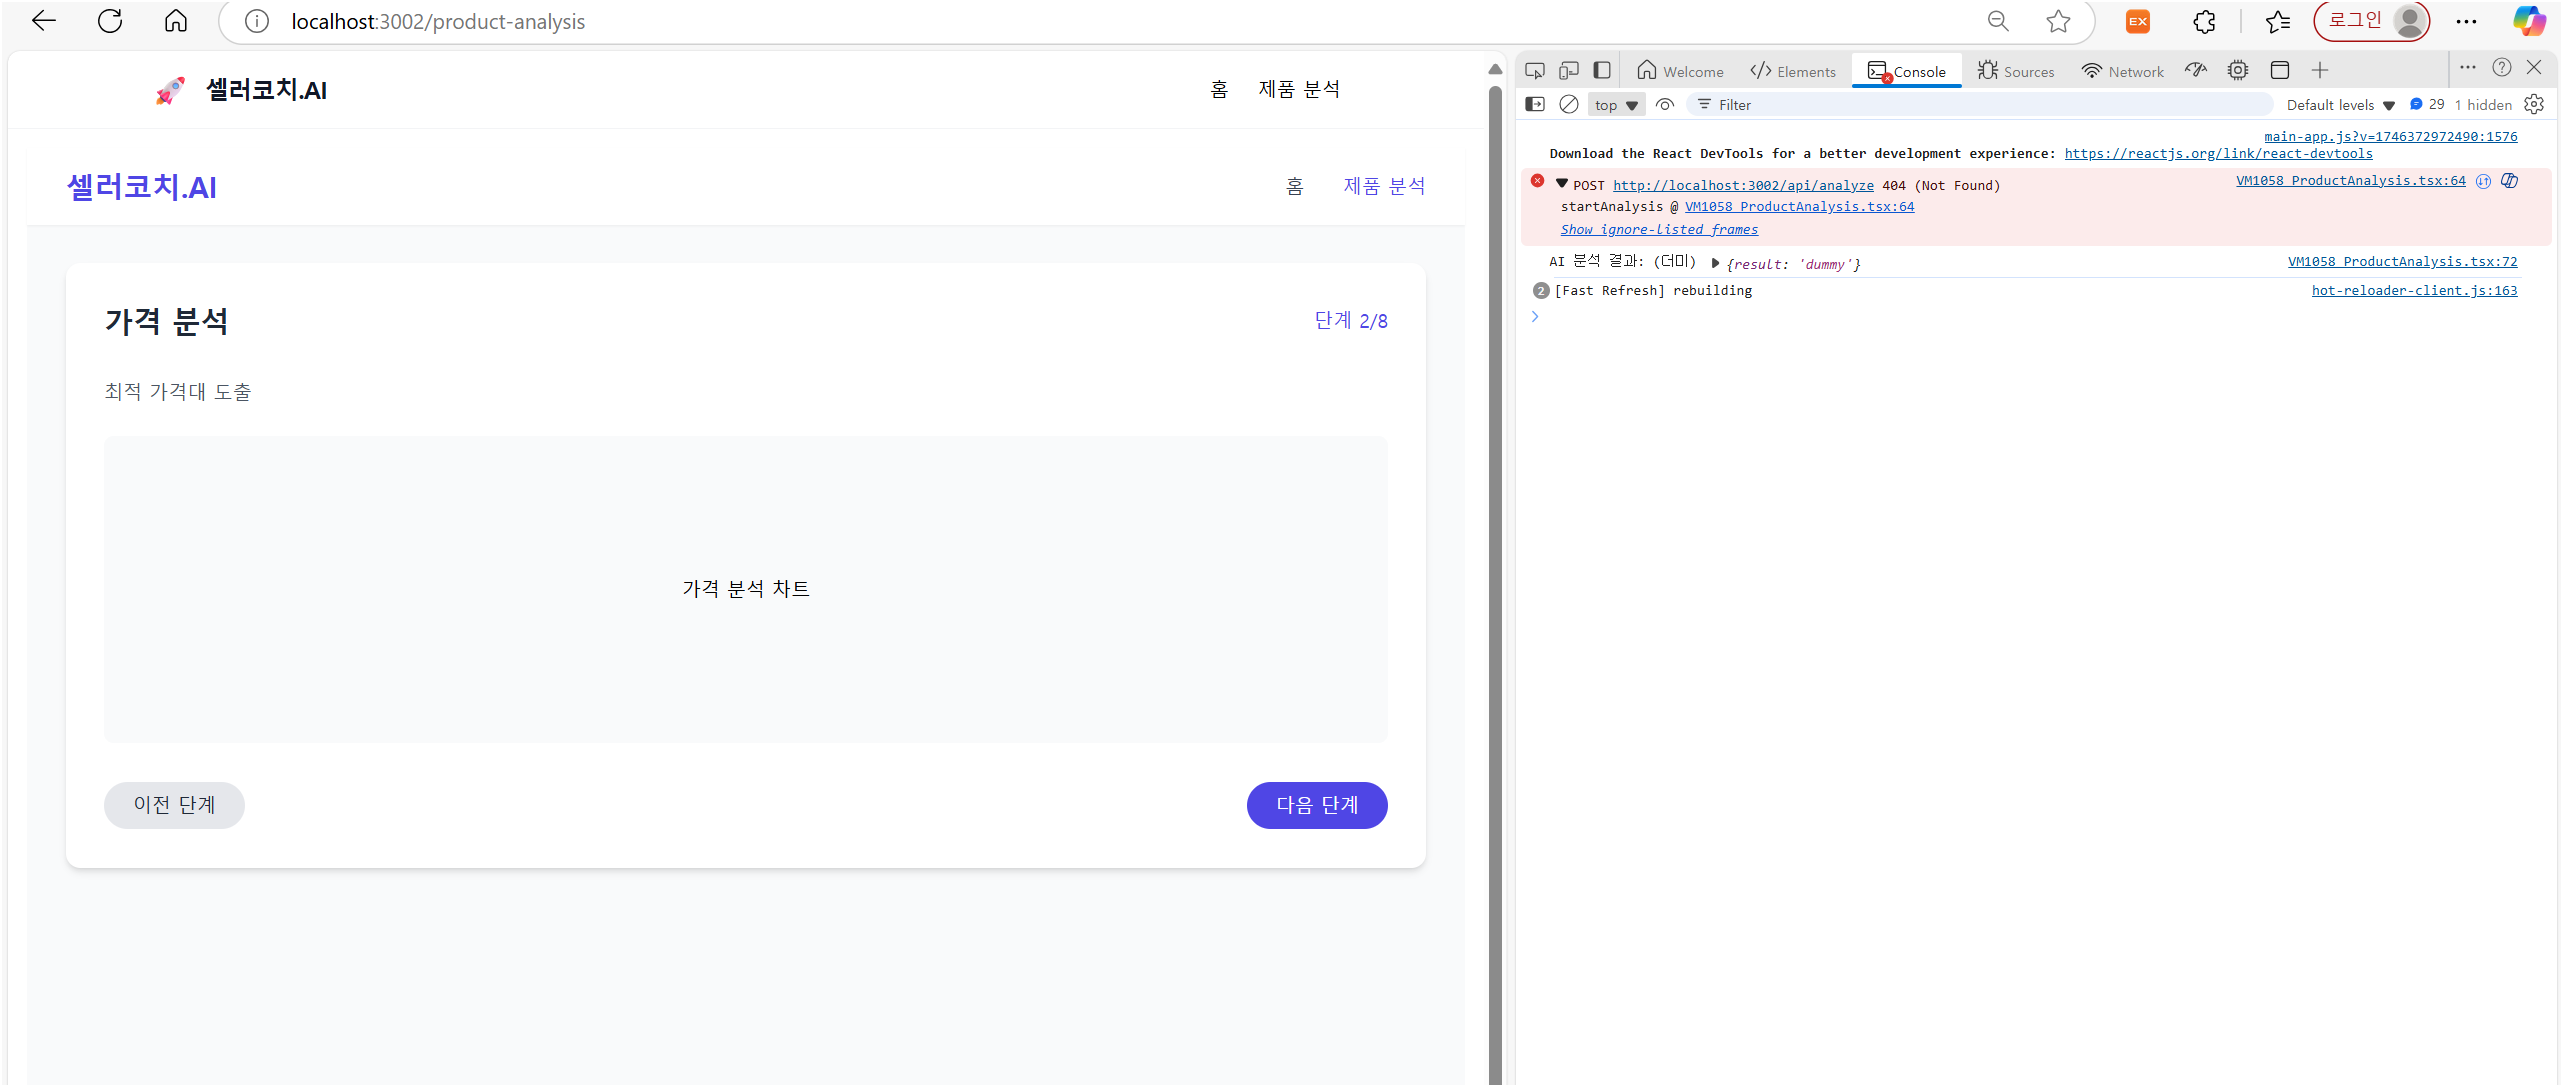 localhost:3002/product-analysis
EX
로그인
🚀 셀러코치.AI
홈 제품 분석
셀러코치.AI
홈 제품 분석
가격 분석
단계 2/8
최적 가격대 도출
가격 분석 차트
이전 단계
다음 단계
Welcome Elements Console Sources Network
top Filter Default levels 29 1 hidden
main-app.js?v=1746372972490:1576
Download the React DevTools for a better development experience: https://reactjs.org/link/react-devtools
POST http://localhost:3002/api/analyze 404 (Not Found) VM1058 ProductAnalysis.tsx:64
startAnalysis @ VM1058 ProductAnalysis.tsx:64
Show ignore-listed frames
AI 분석 결과: (더미) {result: 'dummy'} VM1058 ProductAnalysis.tsx:72
2 [Fast Refresh] rebuilding hot-reloader-client.js:163